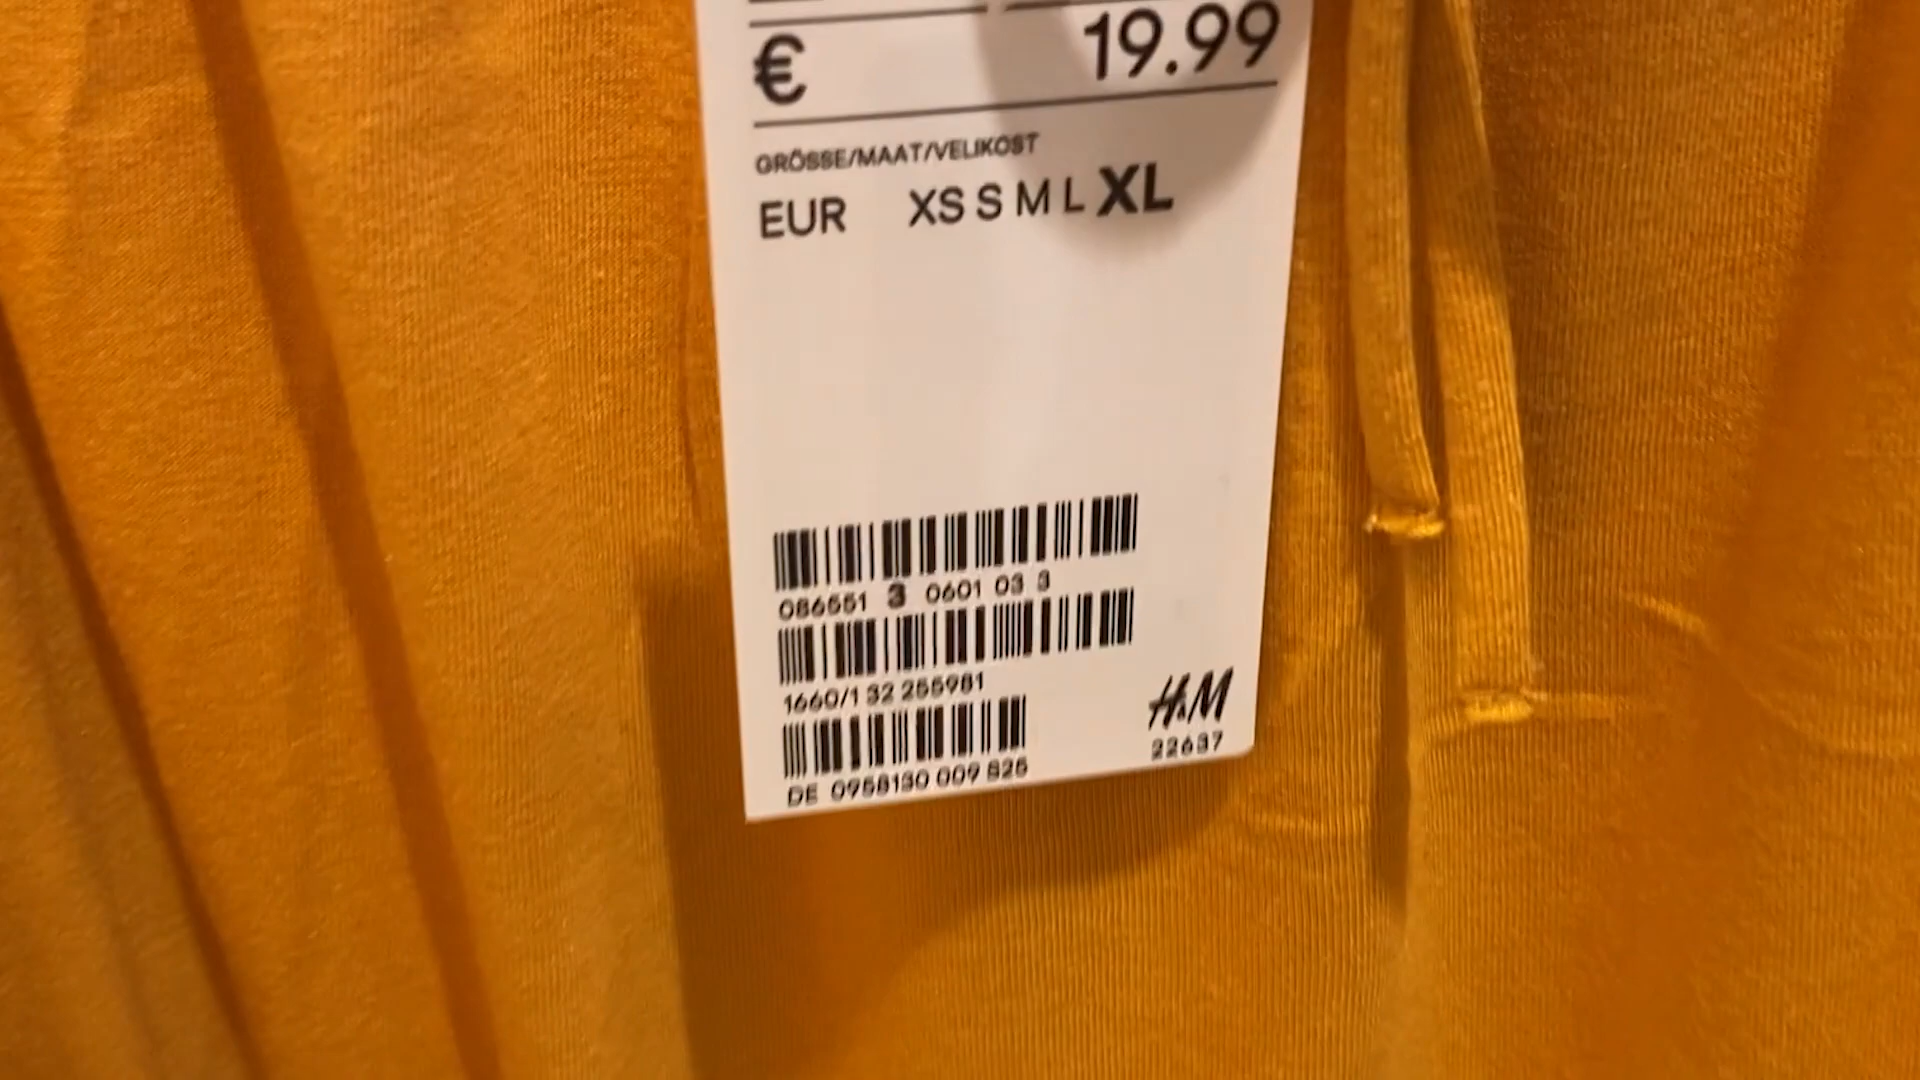 € 19.99
GRÖSSE/MAAT/VELIKOST
EUR XS S M L XL
086551 3 0601 03 3
1660/1 32 255981
H&M
22637
DE 0958130 009 S25